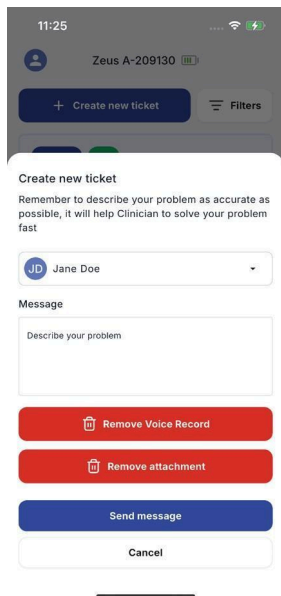 11:25
Zeus A-209130
+ Create new ticket
Filters
Create new ticket
Remember to describe your problem as accurate as
possible, it will help Clinician to solve your problem
fast
JD Jane Doe
Message
Describe your problem
Remove Voice Record
Remove attachment
Send message
Cancel